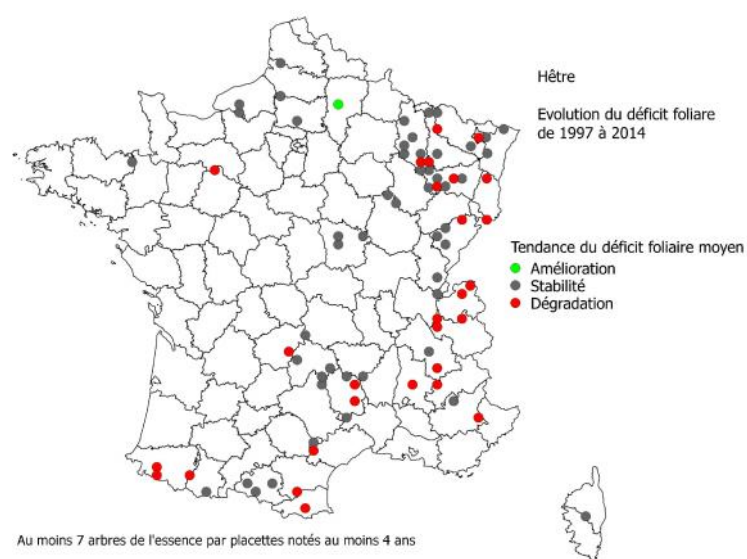 Hêtre
Evolution du déficit foliare
de 1997 à 2014
Tendance du déficit foliaire moyen
Amélioration
Stabilité
Dégradation
Au moins 7 arbres de l'essence par placettes notés au moins 4 ans